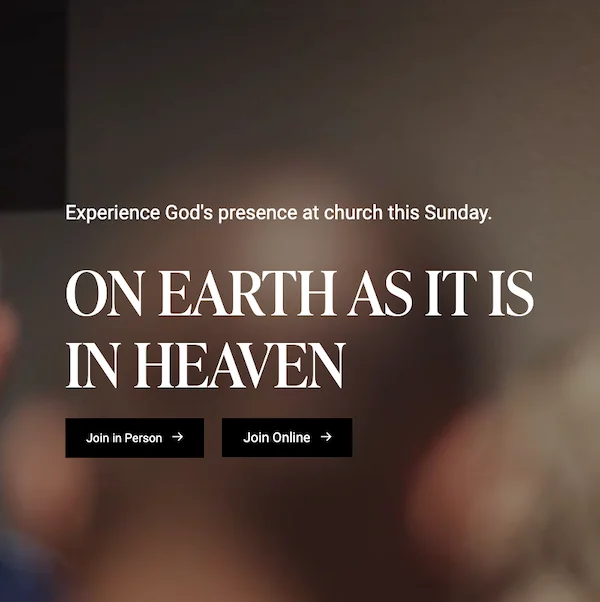 Experience God's presence at church this Sunday.
ON EARTH AS IT IS
IN HEAVEN
Join in Person →
Join Online →